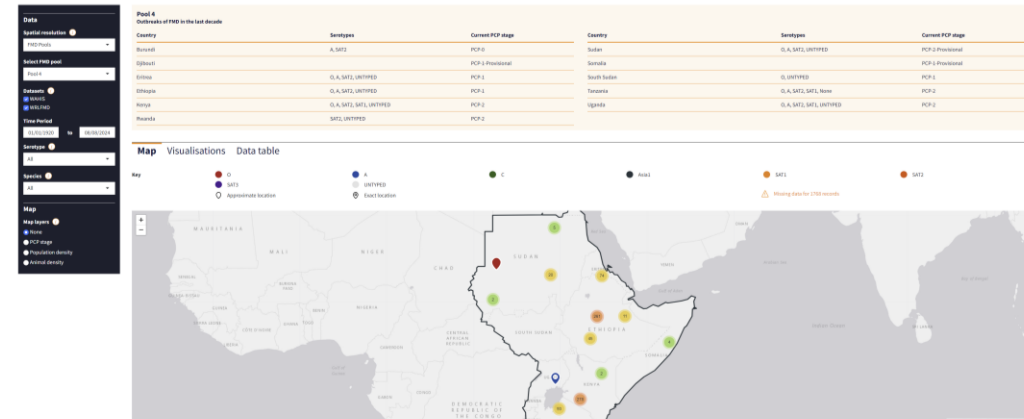 Data
Spatial resolution
FMD Pools
Select FMD pool
Pool 4
Datasets
WAHIS
WRLFMD
Time Period
01/01/1920 to 08/08/2024
Serotype
All
Species
All
Map
Map layers
None
PCP stage
Population density
Animal density
Pool 4
Outbreaks of FMD in the last decade
Country Serotypes Current PCP stage
Burundi A, SAT2 PCP-0
Djibouti PCP-1-Provisional
Eritrea O, A, SAT2, UNTYPED PCP-1
Ethiopia O, A, SAT2, UNTYPED PCP-1
Kenya O, A, SAT2, SAT1, UNTYPED PCP-2
Rwanda SAT2, UNTYPED PCP-2
Country Serotypes Current PCP stage
Sudan O, A, SAT2, UNTYPED PCP-2-Provisional
Somalia PCP-1-Provisional
South Sudan O, UNTYPED PCP-1
Tanzania O, A, SAT2, SAT1, None PCP-2
Uganda O, A, SAT2, SAT1, UNTYPED PCP-2
Map Visualisations Data table
Key O A C Asia1 SAT1 SAT2
SAT3 UNTYPED
Approximate location Exact location
Missing data for 1768 records
+
−
MAURITANIA
MALI
NIGER
CHAD
SUDAN
NIGERIA
CENTRAL
AFRICAN
REPUBLIC
SOUTH SUDAN
ETHIOPIA
KENYA
CAMEROON
DEMOCRATIC
REPUBLIC OF
THE CONGO